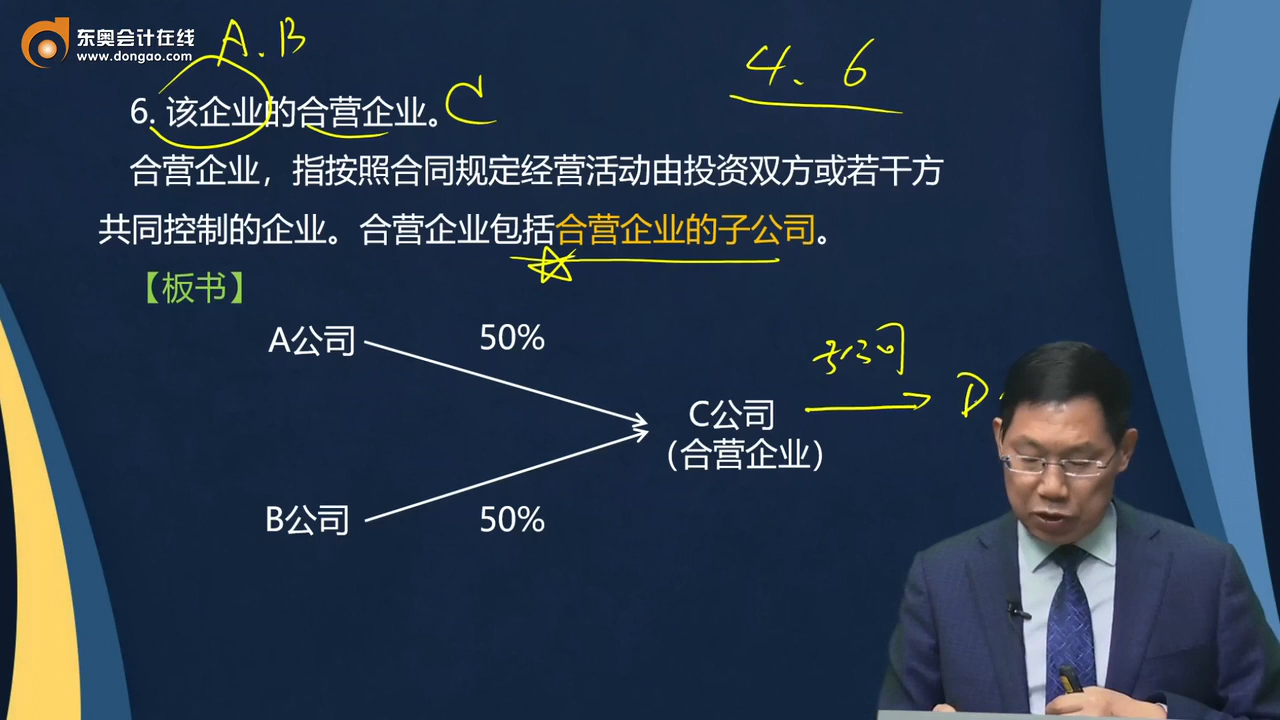 东奥会计在线
www.dongao.com
A.B
4、6
6. 该企业的合营企业。C
合营企业，指按照合同规定经营活动由投资双方或若干方
共同控制的企业。合营企业包括合营企业的子公司。
【板书】
A公司
50%
子公司
C公司
D
（合营企业）
B公司
50%